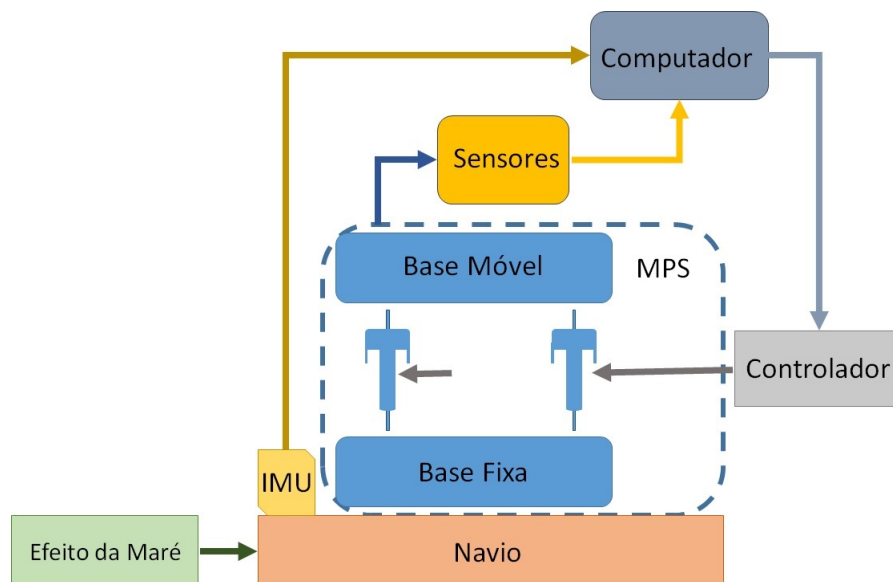 Computador
Sensores
Base Móvel
MPS
Controlador
Base Fixa
IMU
Efeito da Maré
Navio